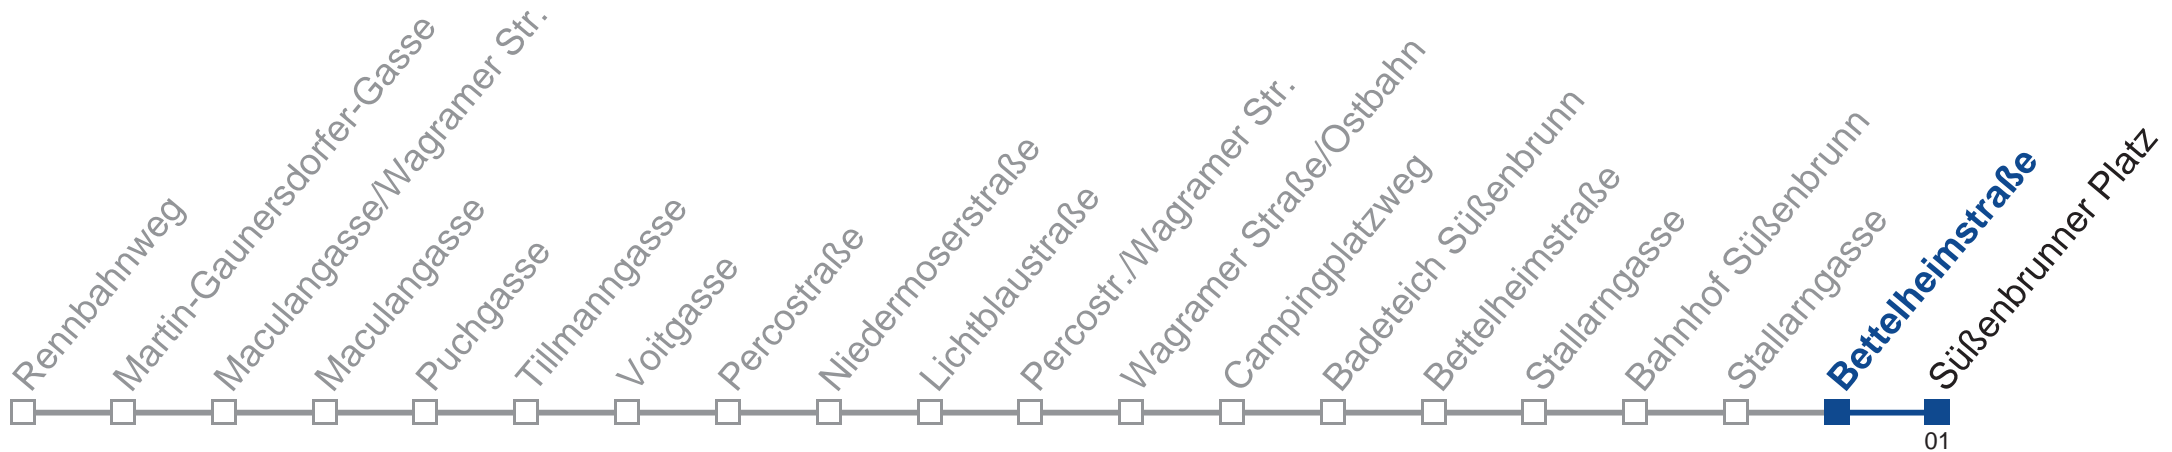 Rennbahnweg
Martin-Gaunersdorfer-Gasse
Maculangasse/Wagramer Str.
Maculangasse
Puchgasse
Tillmanngasse
Voitgasse
Percostraße
Niedermoserstraße
Lichtblaustraße
Percostr./Wagramer Str.
Wagramer Straße/Ostbahn
Campingplatzweg
Badeteich Süßenbrunn
Bettelheimstraße
Stallarngasse
Bahnhof Süßenbrunn
Stallarngasse
Bettelheimstraße
Süßenbrunner Platz
01